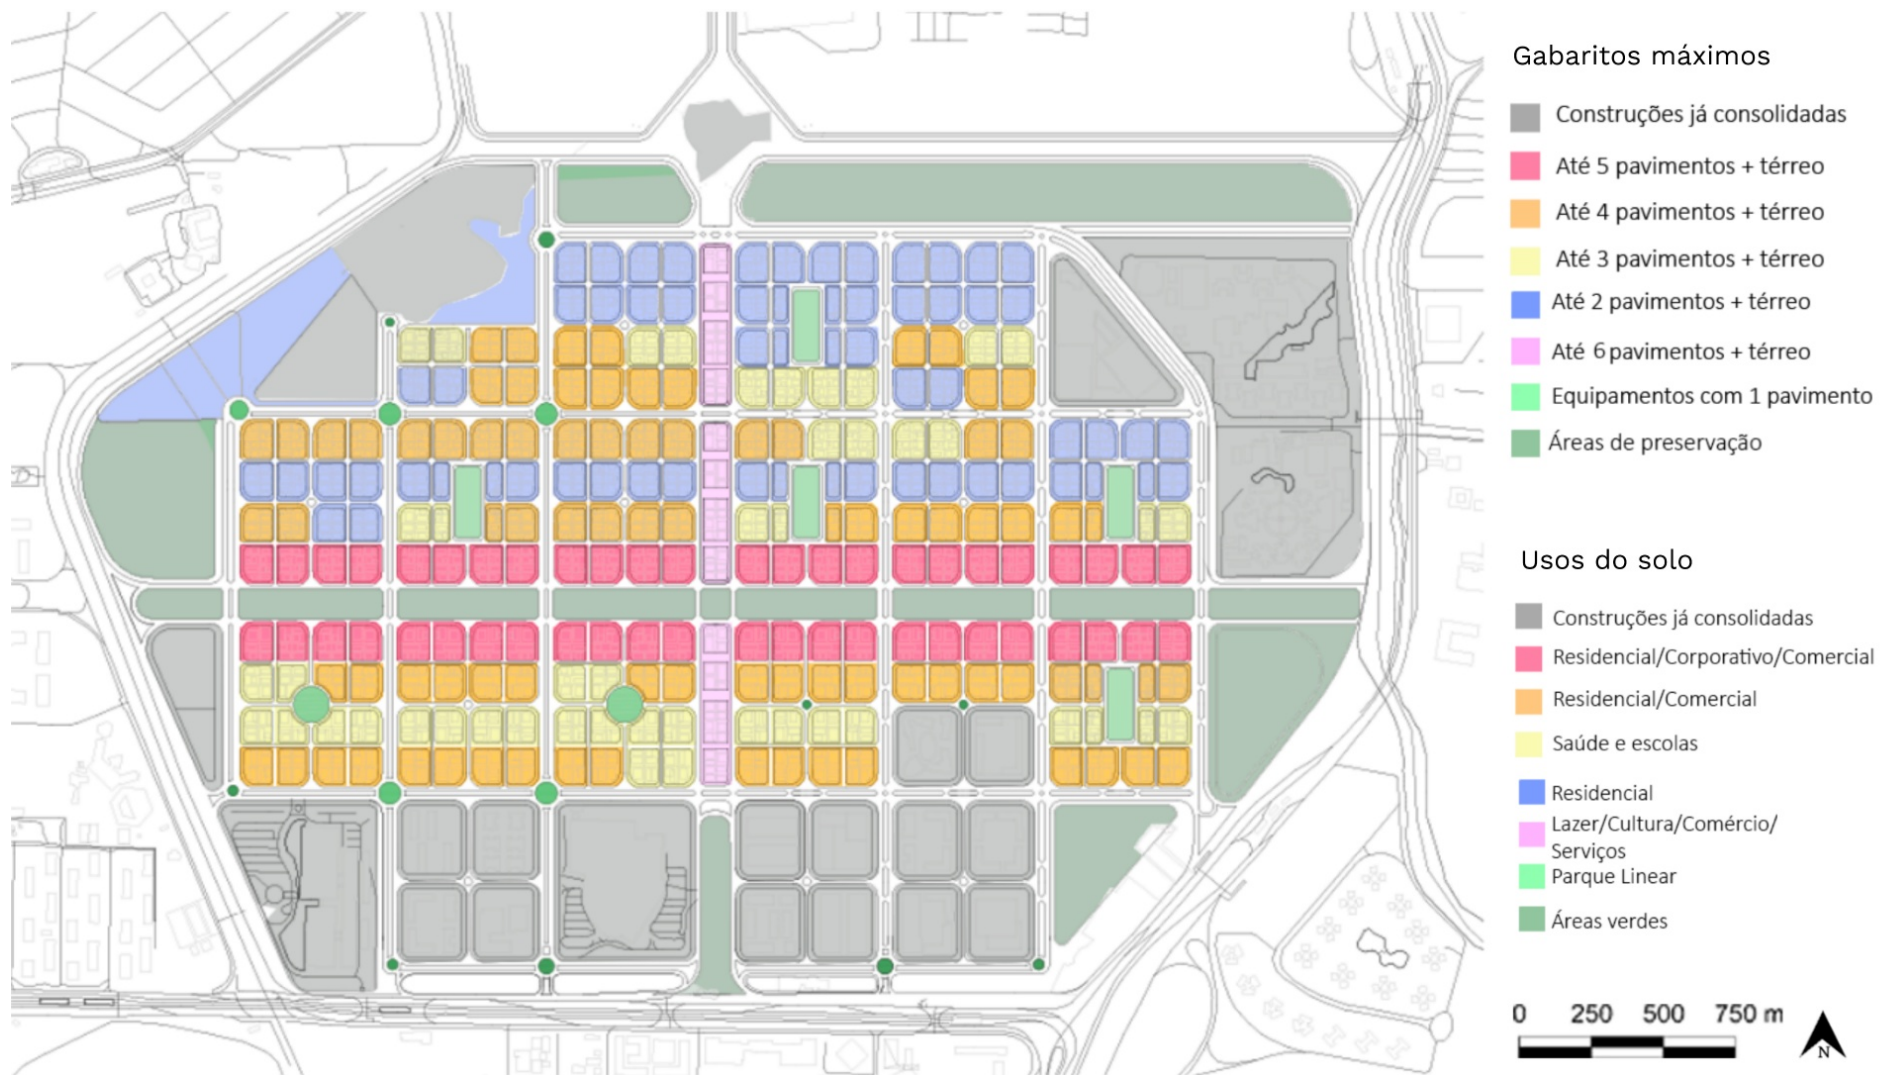 Gabaritos máximos
Construções já consolidadas
Até 5 pavimentos + térreo
Até 4 pavimentos + térreo
Até 3 pavimentos + térreo
Até 2 pavimentos + térreo
Até 6 pavimentos + térreo
Equipamentos com 1 pavimento
Áreas de preservação
Usos do solo
Construções já consolidadas
Residencial/Corporativo/Comercial
Residencial/Comercial
Saúde e escolas
Residencial
Lazer/Cultura/Comércio/
Serviços
Parque Linear
Áreas verdes
0 250 500 750 m
N